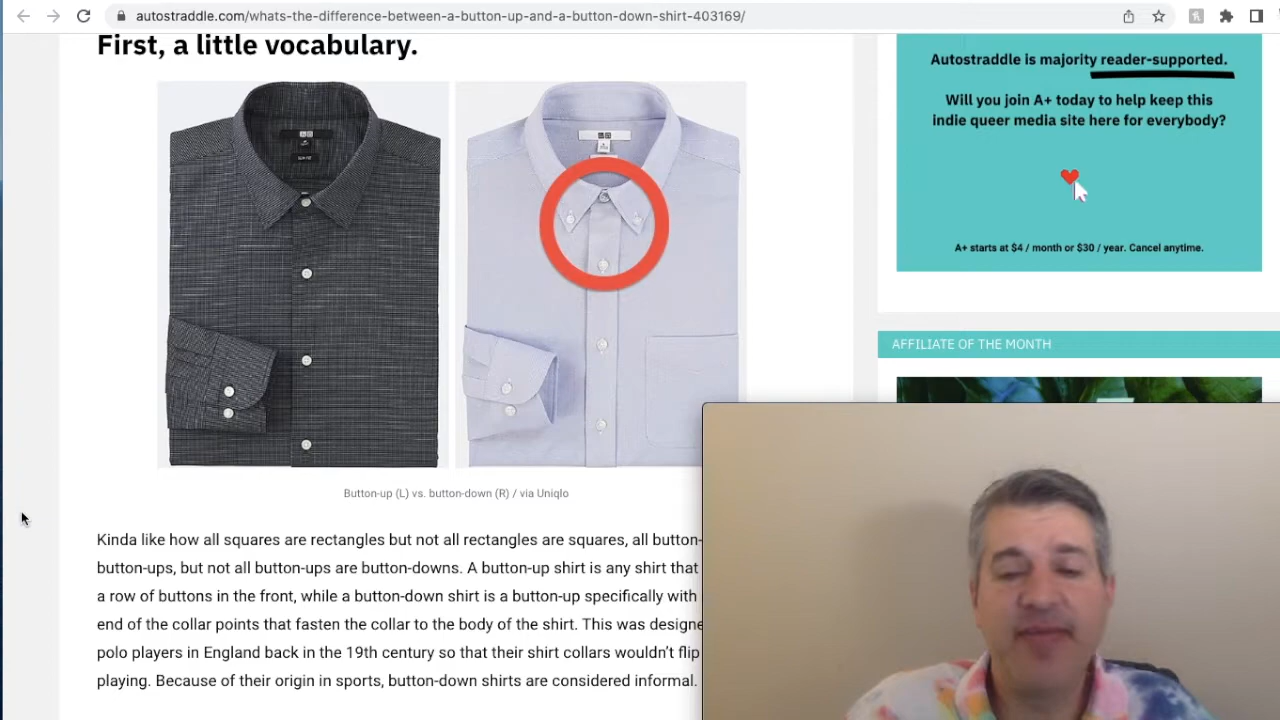 autostraddle.com/whats-the-difference-between-a-button-up-and-a-button-down-shirt-403169/
First, a little vocabulary.
SLIM FIT
Button-up (L) vs. button-down (R) / via Uniqlo
Kinda like how all squares are rectangles but not all rectangles are squares, all button-
button-ups, but not all button-ups are button-downs. A button-up shirt is any shirt that
a row of buttons in the front, while a button-down shirt is a button-up specifically with
end of the collar points that fasten the collar to the body of the shirt. This was designe
polo players in England back in the 19th century so that their shirt collars wouldn't flip
playing. Because of their origin in sports, button-down shirts are considered informal.
Autostraddle is majority reader-supported.
Will you join A+ today to help keep this
indie queer media site here for everybody?
A+ starts at $4 / month or $30 / year. Cancel anytime.
AFFILIATE OF THE MONTH